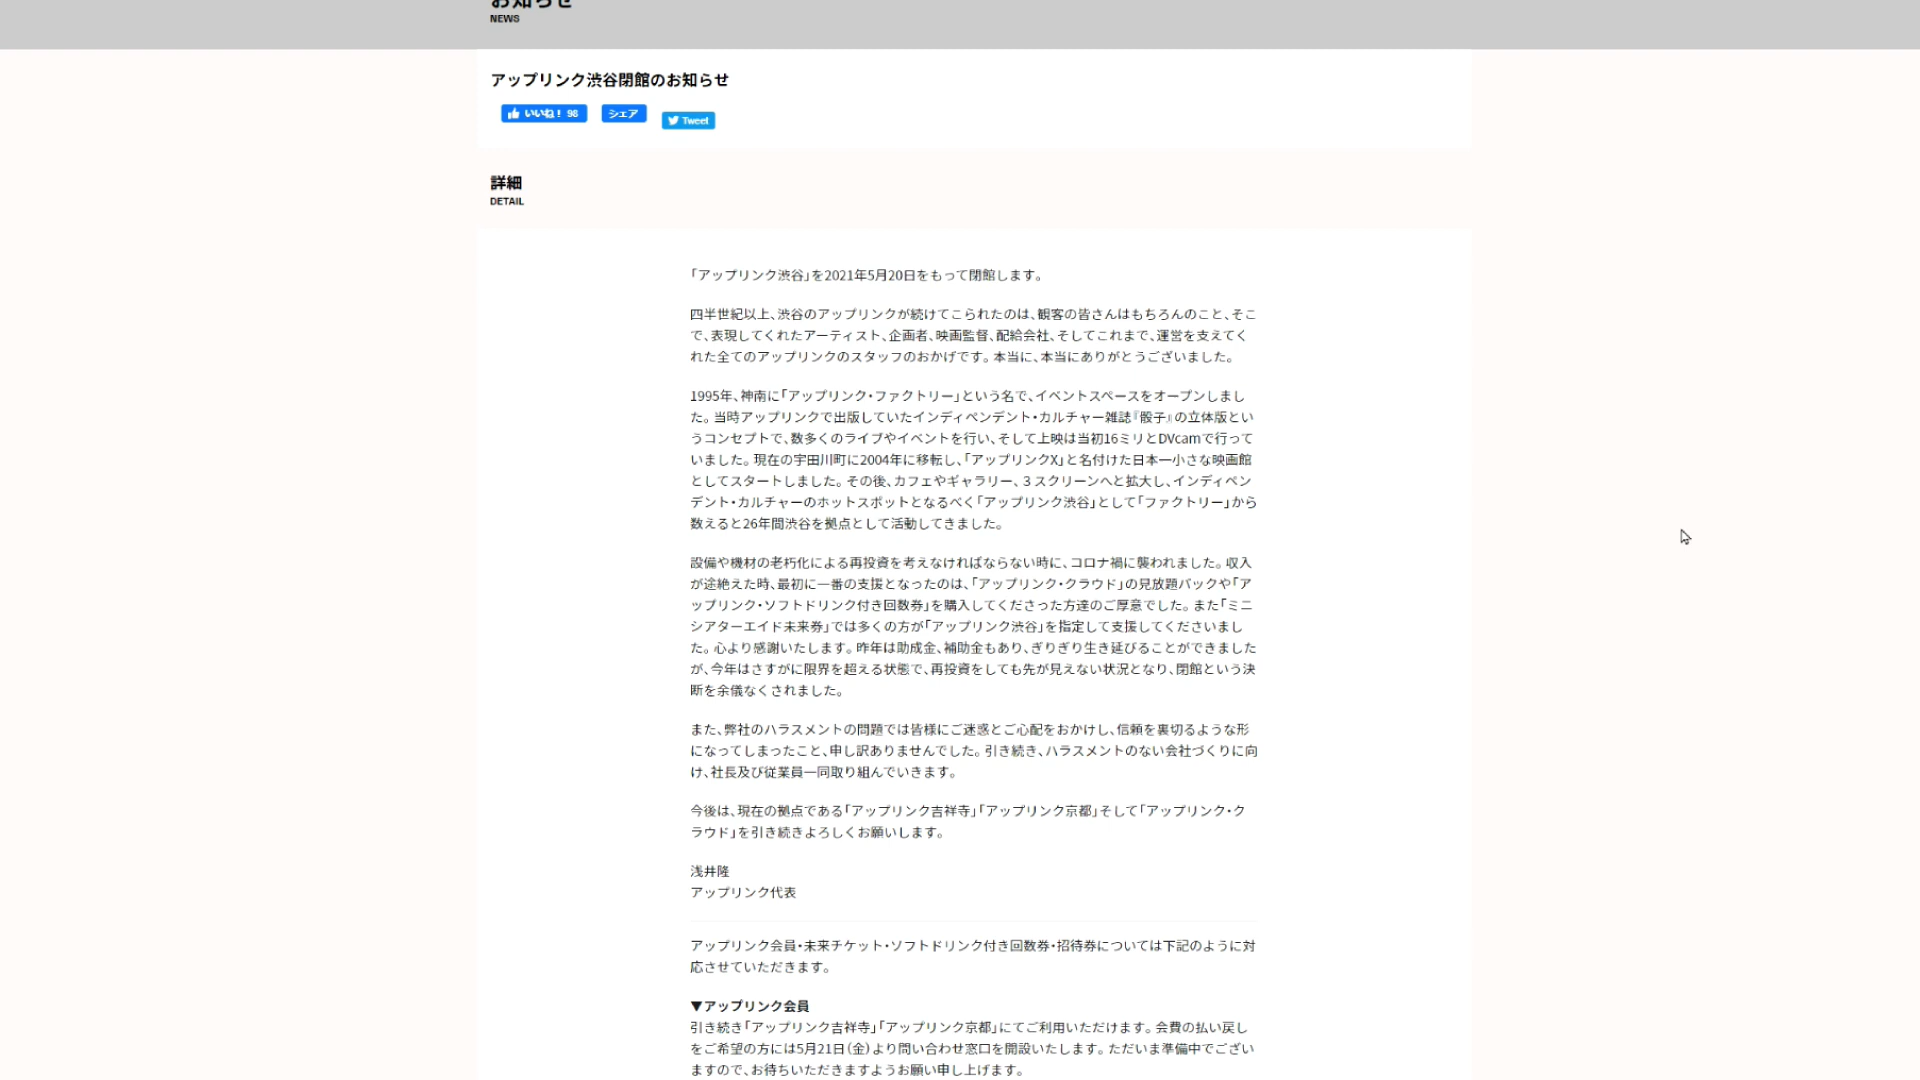 お知らせ
NEWS
アップリンク渋谷閉館のお知らせ
いいね！ 98
シェア
Tweet
詳細
DETAIL
「アップリンク渋谷」を2021年5月20日をもって閉館します。
四半世紀以上、渋谷のアップリンクが続けてこられたのは、観客の皆さんはもちろんのこと、そこ
で、表現してくれたアーティスト、企画者、映画監督、配給会社、そしてこれまで、運営を支えてく
れた全てのアップリンクのスタッフのおかげです。本当に、本当にありがとうございました。
1995年、神南に「アップリンク・ファクトリー」という名で、イベントスペースをオープンしまし
た。当時アップリンクで出版していたインディペンデント・カルチャー雑誌『骰子』の立体版とい
うコンセプトで、数多くのライブやイベントを行い、そして上映は当初16ミリとDVcamで行って
いました。現在の宇田川町に2004年に移転し、「アップリンクX」と名付けた日本一小さな映画館
としてスタートしました。その後、カフェやギャラリー、３スクリーンへと拡大し、インディペン
デント・カルチャーのホットスポットとなるべく「アップリンク渋谷」として「ファクトリー」から
数えると26年間渋谷を拠点として活動してきました。
設備や機材の老朽化による再投資を考えなければならない時に、コロナ禍に襲われました。収入
が途絶えた時、最初に一番の支援となったのは、「アップリンク・クラウド」の見放題パックや「ア
ップリンク・ソフトドリンク付き回数券」を購入してくださった方達のご厚意でした。また「ミニ
シアターエイド未来券」では多くの方が「アップリンク渋谷」を指定して支援してくださいまし
た。心より感謝いたします。昨年は助成金、補助金もあり、ぎりぎり生き延びることができました
が、今年はさすがに限界を超える状態で、再投資をしても先が見えない状況となり、閉館という決
断を余儀なくされました。
また、弊社のハラスメントの問題では皆様にご迷惑とご心配をおかけし、信頼を裏切るような形
になってしまったこと、申し訳ありませんでした。引き続き、ハラスメントのない会社づくりに向
け、社長及び従業員一同取り組んでいきます。
今後は、現在の拠点である「アップリンク吉祥寺」「アップリンク京都」そして「アップリンク・ク
ラウド」を引き続きよろしくお願いします。
浅井隆
アップリンク代表
アップリンク会員・未来チケット・ソフトドリンク付き回数券・招待券については下記のように対
応させていただきます。
▼アップリンク会員
引き続き「アップリンク吉祥寺」「アップリンク京都」にてご利用いただけます。会費の払い戻し
をご希望の方には5月21日（金）より問い合わせ窓口を開設いたします。ただいま準備中でござい
ますので、お待ちいただきますようお願い申し上げます。